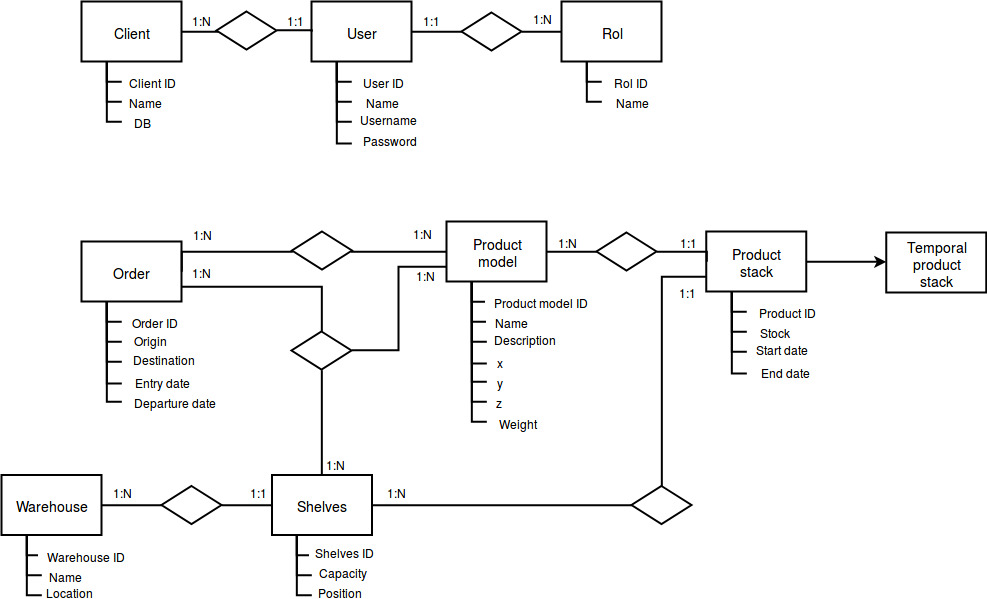 Client
1:N
1:1
User
1:1
1:N
Rol
Client ID
Name
DB
User ID
Name
Username
Password
Rol ID
Name
Order
1:N
1:N
1:N
1:N
Product
model
1:N
1:1
1:1
Product
stack
Temporal
product
stack
Order ID
Origin
Destination
Entry date
Departure date
Product model ID
Name
Description
x
y
z
Weight
Product ID
Stock
Start date
End date
Warehouse
1:N
1:1
1:N
Shelves
1:N
Warehouse ID
Name
Location
Shelves ID
Capacity
Position